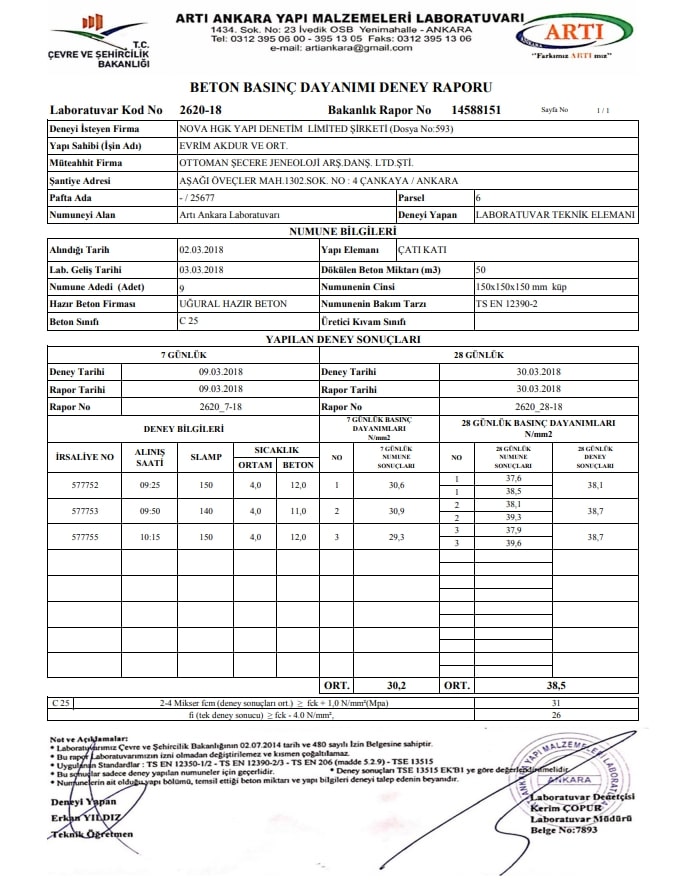 ARTI ANKARA YAPI MALZEMELERİ LABORATUVARI
1434. Sok. No: 23 İvedik OSB Yenimahalle - ANKARA
Tel: 0312 395 06 00 - 395 13 05 Faks: 0312 395 13 06
e-mail: artiankara@gmail.com
T.C.
ÇEVRE VE ŞEHİRCİLİK
BAKANLIĞI
ARTI
ANKARA
"Farkımız ARTI mız"
BETON BASINÇ DAYANIMI DENEY RAPORU
Laboratuvar Kod No 2620-18 Bakanlık Rapor No 14588151 Sayfa No 1 / 1
Deneyi İsteyen Firma NOVA HGK YAPI DENETİM LİMİTED ŞİRKETİ (Dosya No:593)
Yapı Sahibi (İşin Adı) EVRİM AKDUR VE ORT.
Müteahhit Firma OTTOMAN ŞECERE JENEOLOJİ ARŞ.DANŞ. LTD.ŞTİ.
Şantiye Adresi AŞAĞI ÖVEÇLER MAH.1302.SOK. NO : 4 ÇANKAYA / ANKARA
Pafta Ada - / 25677 Parsel 6
Numuneyi Alan Artı Ankara Laboratuvarı Deneyi Yapan LABORATUVAR TEKNİK ELEMANI
NUMUNE BİLGİLERİ
Alındığı Tarih 02.03.2018 Yapı Elemanı ÇATI KATI
Lab. Geliş Tarihi 03.03.2018 Dökülen Beton Miktarı (m3) 50
Numune Adedi (Adet) 9 Numunenin Cinsi 150x150x150 mm küp
Hazır Beton Firması UĞURAL HAZIR BETON Numunenin Bakım Tarzı TS EN 12390-2
Beton Sınıfı C 25 Üretici Kıvam Sınıfı
YAPILAN DENEY SONUÇLARI
7 GÜNLÜK 28 GÜNLÜK
Deney Tarihi 09.03.2018 Deney Tarihi 30.03.2018
Rapor Tarihi 09.03.2018 Rapor Tarihi 30.03.2018
Rapor No 2620_7-18 Rapor No 2620_28-18
DENEY BİLGİLERİ
7 GÜNLÜK BASINÇ
DAYANIMLARI
N/mm2
28 GÜNLÜK BASINÇ DAYANIMLARI
N/mm2
İRSALİYE NO
ALINIŞ
SAATİ
SLAMP
SICAKLIK
ORTAM BETON
NO
7 GÜNLÜK
NUMUNE
SONUÇLARI
NO
28 GÜNLÜK
NUMUNE
SONUÇLARI
28 GÜNLÜK
DENEY
SONUÇLARI
577752 09:25 150 4,0 12,0 1 30,6
1 37,6
1 38,5
38,1
577753 09:50 140 4,0 11,0 2 30,9
2 38,1
2 39,3
38,7
577755 10:15 150 4,0 12,0 3 29,3
3 37,9
3 39,6
38,7
ORT. 30,2 ORT. 38,5
C 25 2-4 Mikser fcm (deney sonuçları ort.) ≥ fck + 1,0 N/mm²(Mpa) 31
fi (tek deney sonucu) ≥ fck - 4.0 N/mm², 26
Not ve Açıklamalar:
* Laboratuvarımız Çevre ve Şehircilik Bakanlığının 02.07.2014 tarih ve 480 sayılı İzin Belgesine sahiptir.
* Bu rapor Laboratuvarımızın izni olmadan değiştirilemez ve kısmen çoğaltılamaz.
* Uygulanan Standardlar : TS EN 12350-1/2 - TS EN 12390-2/3 - TS EN 206 (madde 5.2.9) - TSE 13515
* Bu sonuçlar sadece deney yapılan numuneler için geçerlidir. * Deney sonuçları TSE 13515 EK'B1 ye göre değerlendirilmelidir.
* Numunelerin ait olduğu yapı bölümü, temsil ettiği beton miktarı ve yapı bilgileri deneyi talep edenin beyanıdır.
Deneyi Yapan
Erkan YILDIZ
Teknik Öğretmen
YAPI MALZEMELERİ
ANKARA
Laboratuvar Denetçisi
Kerim ÇOPUR
Laboratuvar Müdürü
Belge No:7893